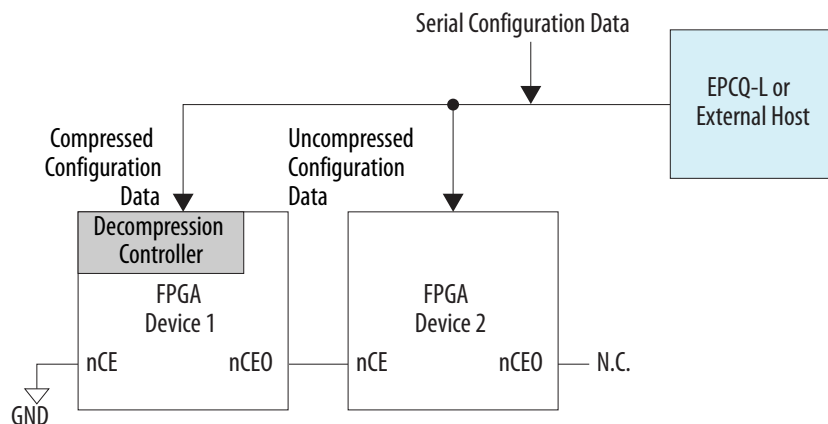 Serial Configuration Data
EPCQ-L or
External Host
Compressed
Configuration
Data
Uncompressed
Configuration
Data
Decompression
Controller
FPGA
Device 1
FPGA
Device 2
nCE
nCEO
nCE
nCEO
N.C.
GND